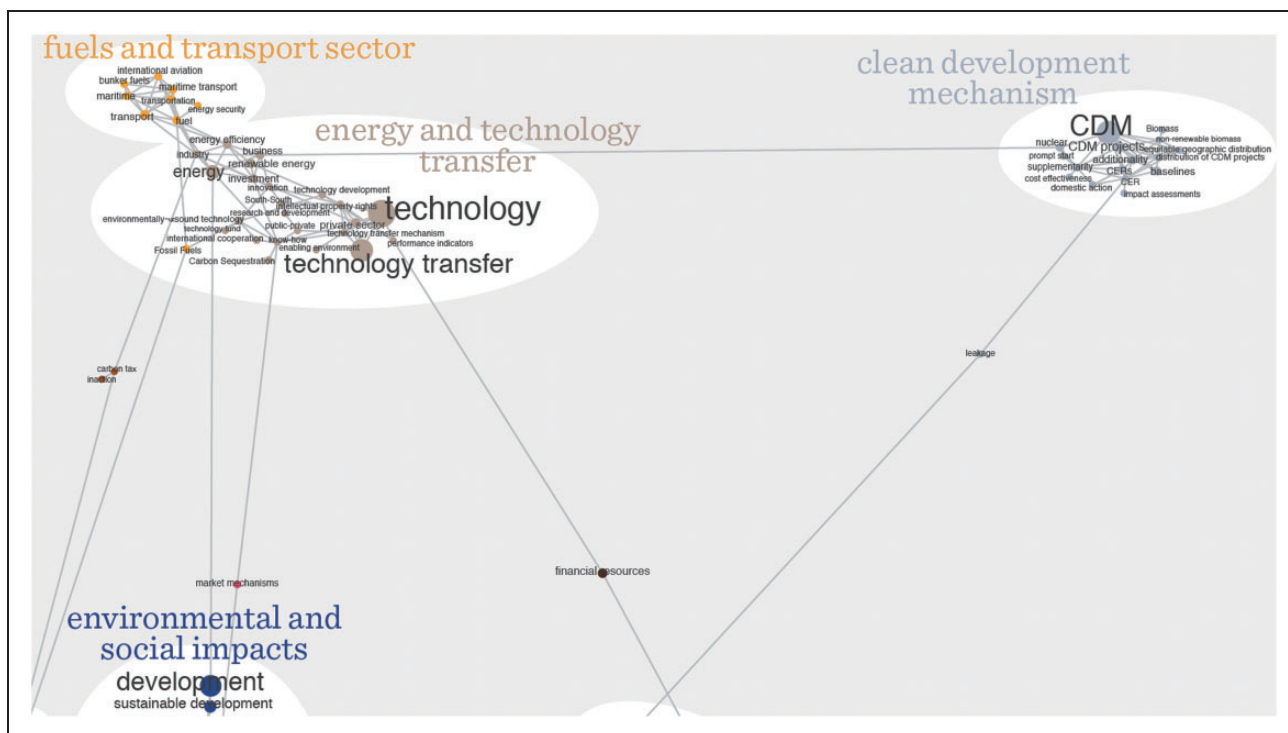 fuels and transport sector
international aviation
bunker fuels
maritime transport
maritime
transportation
energy security
transport
fuel
clean development
mechanism
CDM
Biomass
nuclear
CDM projects
non-renewable biomass
equitable geographic distribution
prompt start
additionality
distribution of CDM projects
supplementarity
CERs
baselines
cost effectiveness
CER
domestic action
impact assessments
energy and technology
transfer
energy efficiency
industry
business
renewable energy
energy
investment
innovation
technology development
South-South
intellectual property rights
technology
research and development
environmentally-sound technology
technology fund
public-private
private sector
technology transfer mechanism
international cooperation
know-how
performance indicators
Fossil Fuels
enabling environment
Carbon Sequestration
technology transfer
leakage
carbon tax
inaction
financial resources
market mechanisms
environmental and
social impacts
development
sustainable development